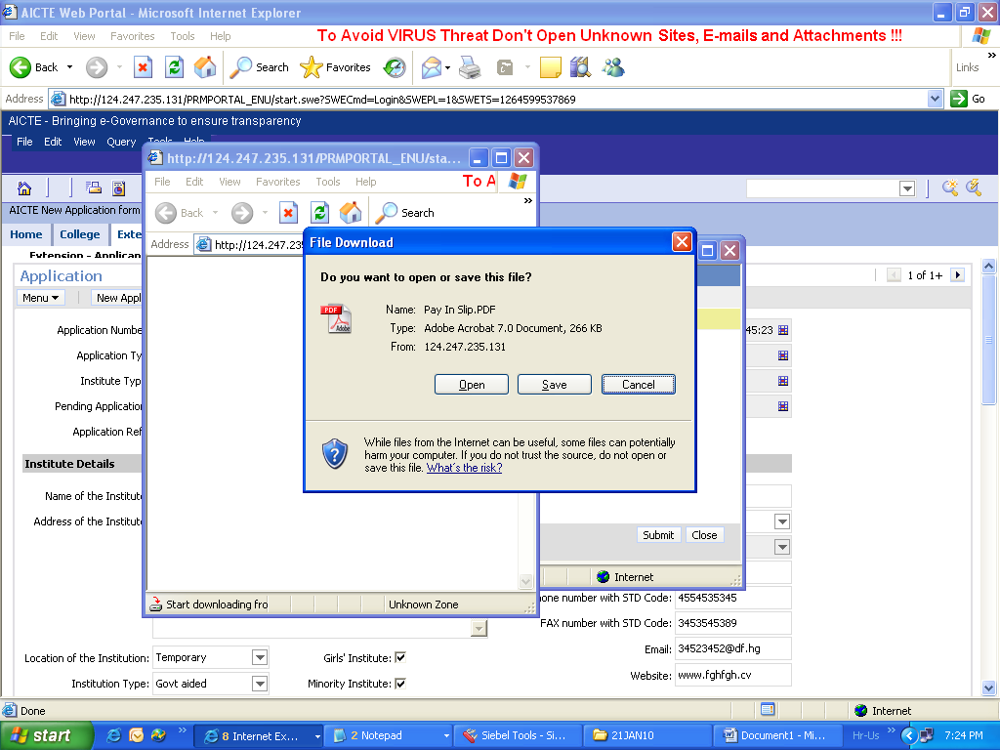 AICTE Web Portal - Microsoft Internet Explorer
File Edit View Favorites Tools Help
To Avoid VIRUS Threat Don't Open Unknown Sites, E-mails and Attachments !!!
Back Search Favorites Links »
Address http://124.247.235.131/PRMPORTAL_ENU/start.swe?SWECmd=Login&SWEPL=1&SWETS=1264599537869 Go
AICTE - Bringing e-Governance to ensure transparency
File Edit View Query Tools Help
http://124.247.235.131/PRMPORTAL_ENU/sta...
File Edit View Favorites Tools Help To A
Back Search »
Address http://124.247.23
AICTE New Application form
Home College Exte
Extension - Applican
Application
Menu New Appl
1 of 1+
Application Numbe
45:23
Application Ty
Institute Typ
Pending Application
Application Ref
File Download
Do you want to open or save this file?
PDF Adobe
Name: Pay In Slip.PDF
Type: Adobe Acrobat 7.0 Document, 266 KB
From: 124.247.235.131
Open Save Cancel
While files from the Internet can be useful, some files can potentially
harm your computer. If you do not trust the source, do not open or
save this file. What's the risk?
Institute Details
Name of the Institute
Address of the Institute
Submit Close
Internet
Start downloading fro Unknown Zone
one number with STD Code: 4554535345
FAX number with STD Code: 3453545389
Email: 34523452@df.hg
Website: www.fghfgh.cv
Location of the Institution: Temporary Girls' Institute:
Institution Type: Govt aided Minority Institute:
Done Internet
start » 8 Internet Ex... 2 Notepad Siebel Tools - Si... 21JAN10 Document1 - Mi... Hr-Us » 7:24 PM